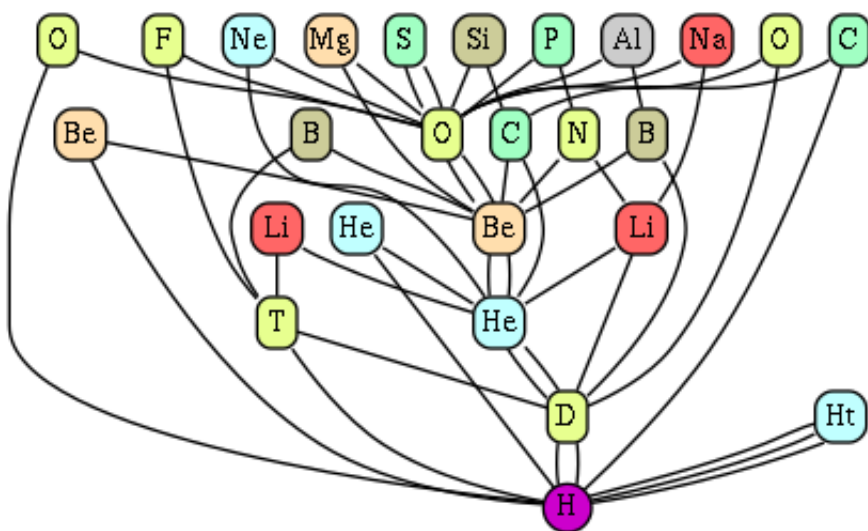 O F Ne Mg S Si P Al Na O C
Be B O C N B
Li He Be Li
T He
D Ht
H